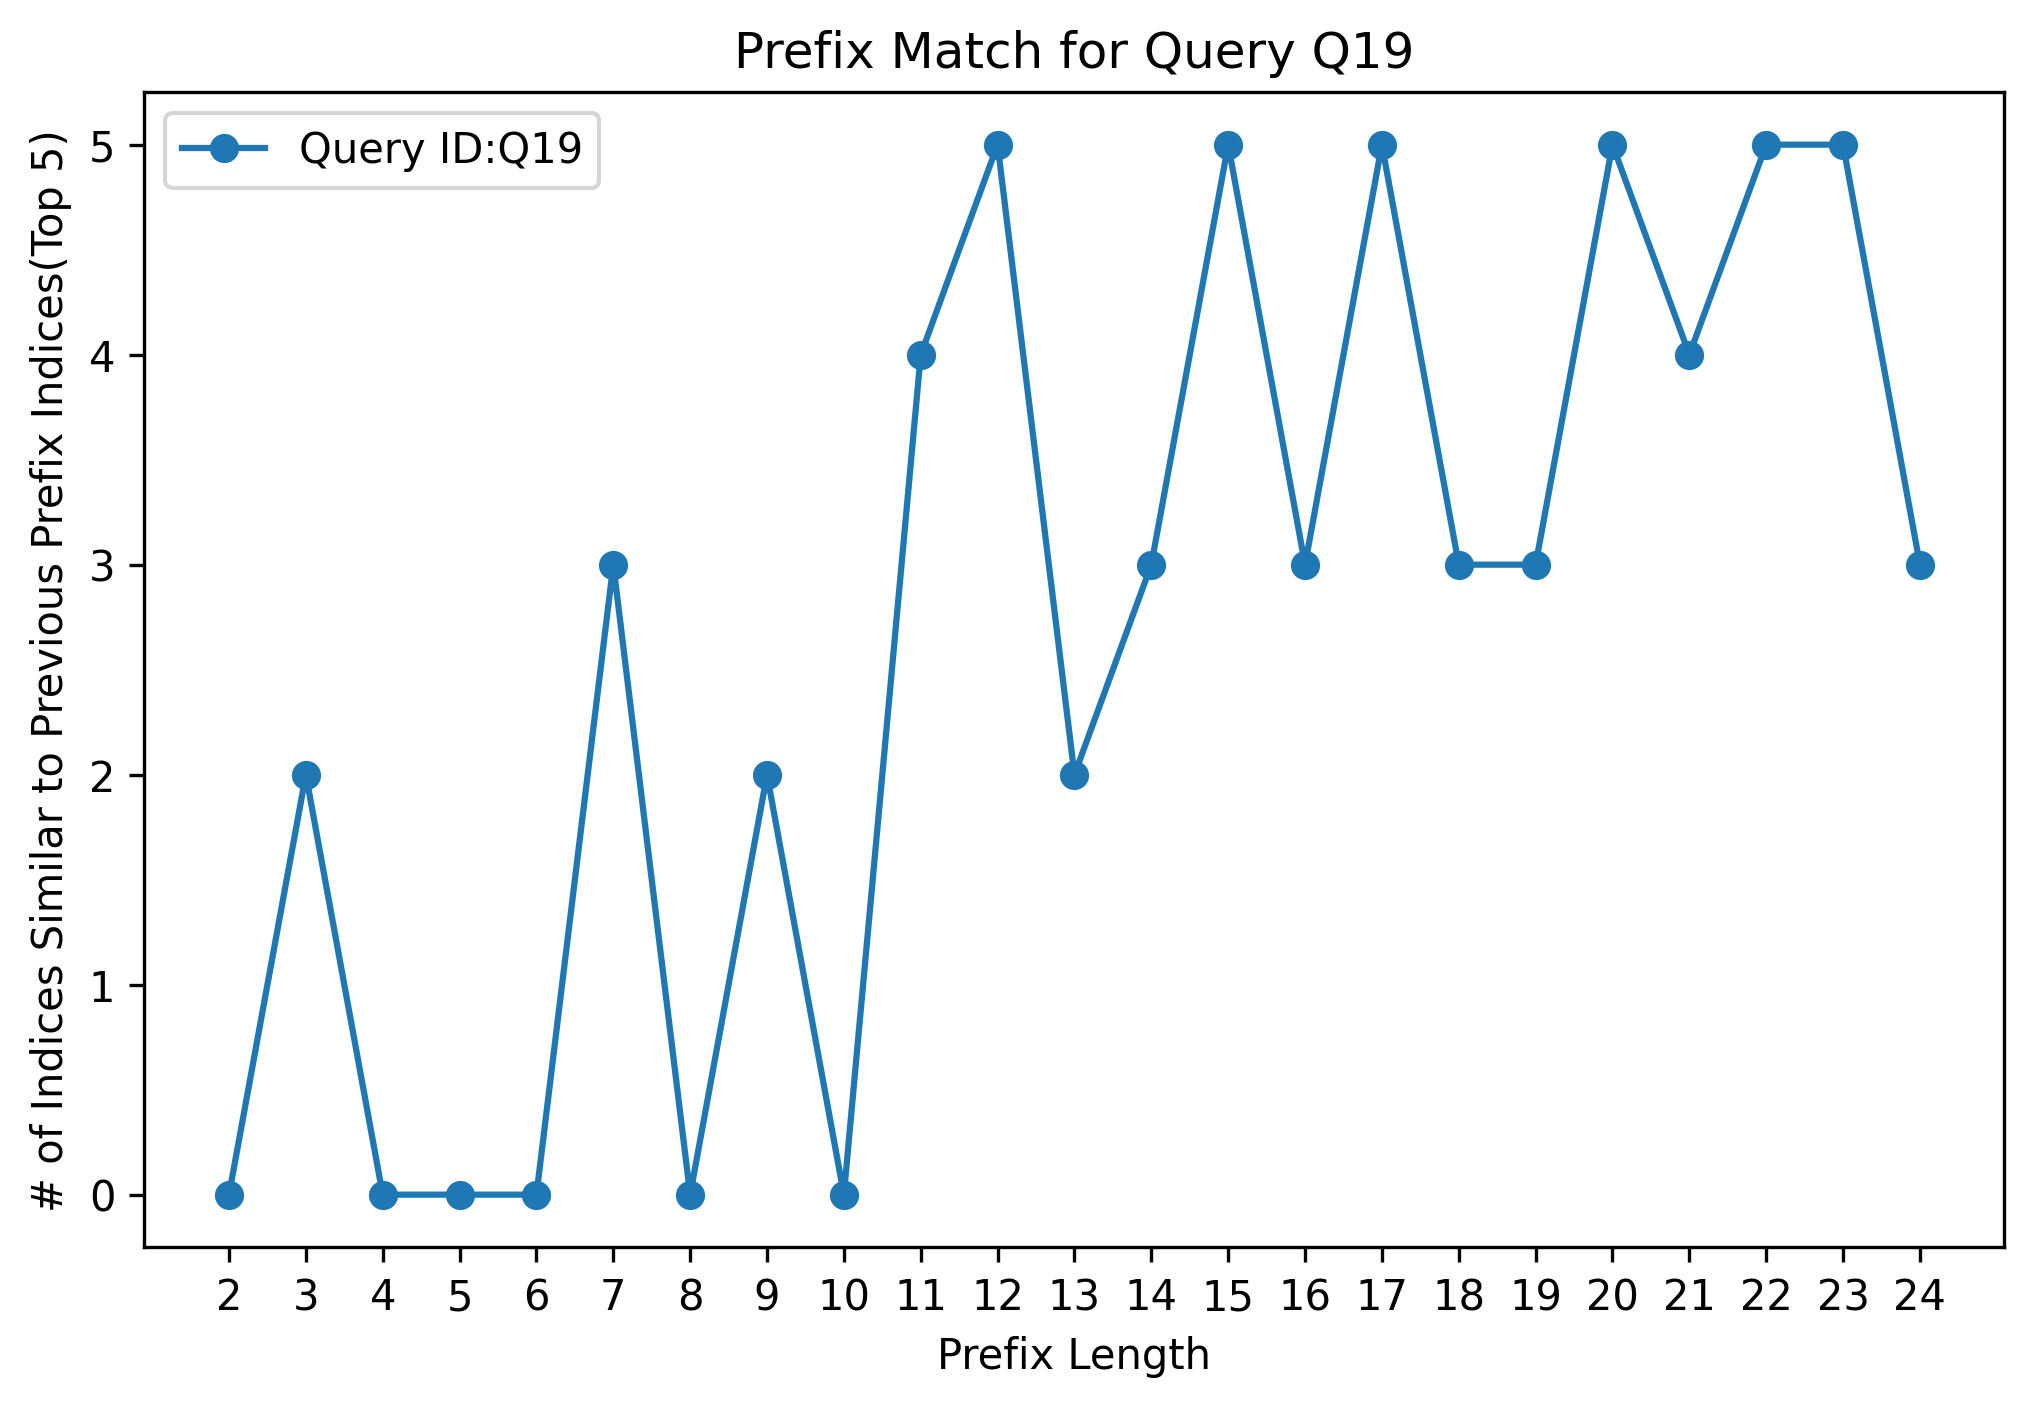 Prefix Match for Query Q19
Query ID:Q19
# of Indices Similar to Previous Prefix Indices(Top 5)
5
4
3
2
1
0
2 3 4 5 6 7 8 9 10 11 12 13 14 15 16 17 18 19 20 21 22 23 24
Prefix Length